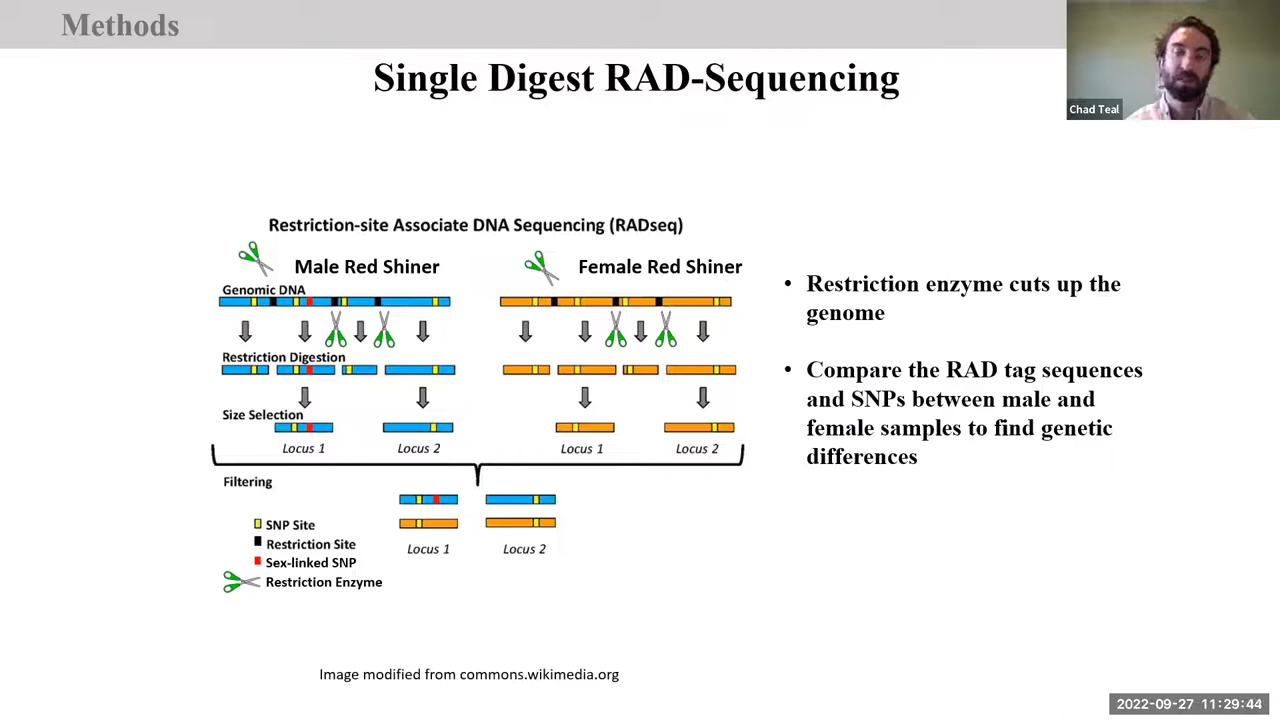 Methods
Single Digest RAD-Sequencing
Chad Teal
Restriction-site Associate DNA Sequencing (RADseq)
Male Red Shiner
Female Red Shiner
Genomic DNA
Restriction Digestion
Size Selection
Locus 1
Locus 2
Locus 1
Locus 2
Filtering
SNP Site
Restriction Site
Sex-linked SNP
Restriction Enzyme
Locus 1
Locus 2
• Restriction enzyme cuts up the
genome
• Compare the RAD tag sequences
and SNPs between male and
female samples to find genetic
differences
Image modified from commons.wikimedia.org
2022-09-27 11:29:44